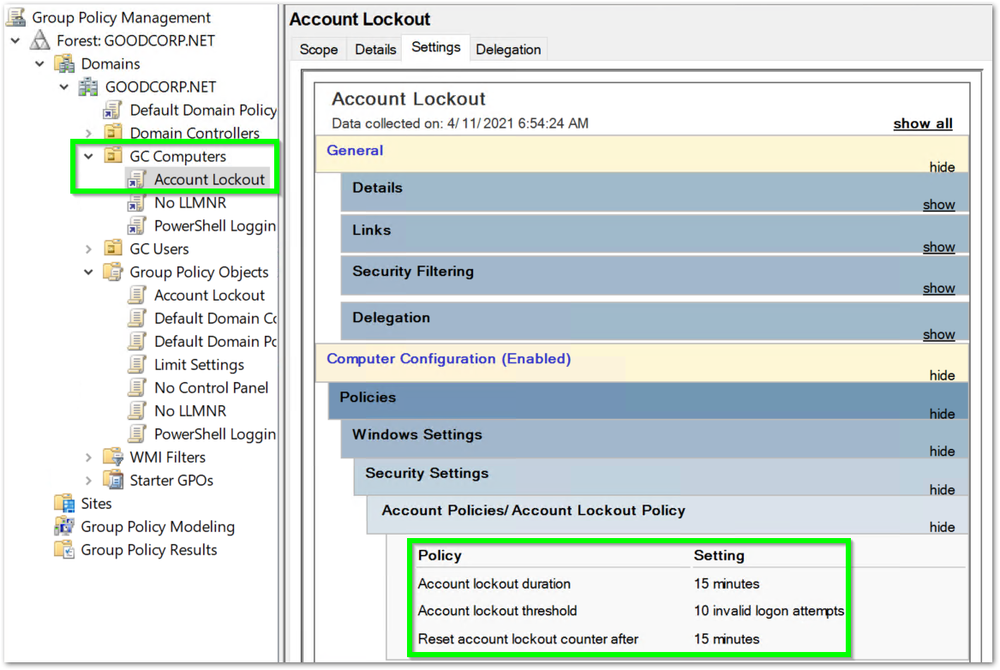 Group Policy Management
Forest: GOODCORP.NET
Domains
GOODCORP.NET
Default Domain Policy
Domain Controllers
GC Computers
Account Lockout
No LLMNR
PowerShell Loggin
GC Users
Group Policy Objects
Account Lockout
Default Domain Co
Default Domain Po
Limit Settings
No Control Panel
No LLMNR
PowerShell Loggin
WMI Filters
Starter GPOs
Sites
Group Policy Modeling
Group Policy Results
Account Lockout
Scope Details Settings Delegation
Account Lockout
Data collected on: 4/11/2021 6:54:24 AM show all
General hide
Details show
Links show
Security Filtering show
Delegation show
Computer Configuration (Enabled) hide
Policies hide
Windows Settings hide
Security Settings hide
Account Policies/Account Lockout Policy hide
Policy Setting
Account lockout duration 15 minutes
Account lockout threshold 10 invalid logon attempts
Reset account lockout counter after 15 minutes